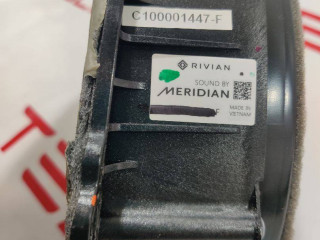 C100001447-F
RIVIAN
SOUND BY
MERIDIAN
F
MADE IN
VIETNAM